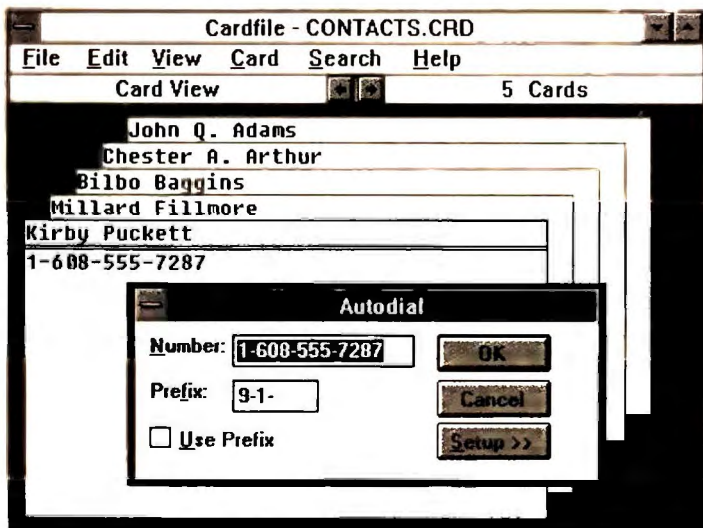 Cardfile - CONTACTS.CRD
File Edit View Card Search Help
Card View 5 Cards
John Q. Adams
Chester A. Arthur
Bilbo Baggins
Millard Fillmore
Kirby Puckett
1-608-555-7287
Autodial
Number: 1-608-555-7287 OK
Prefix: 9-1- Cancel
Use Prefix Setup >>